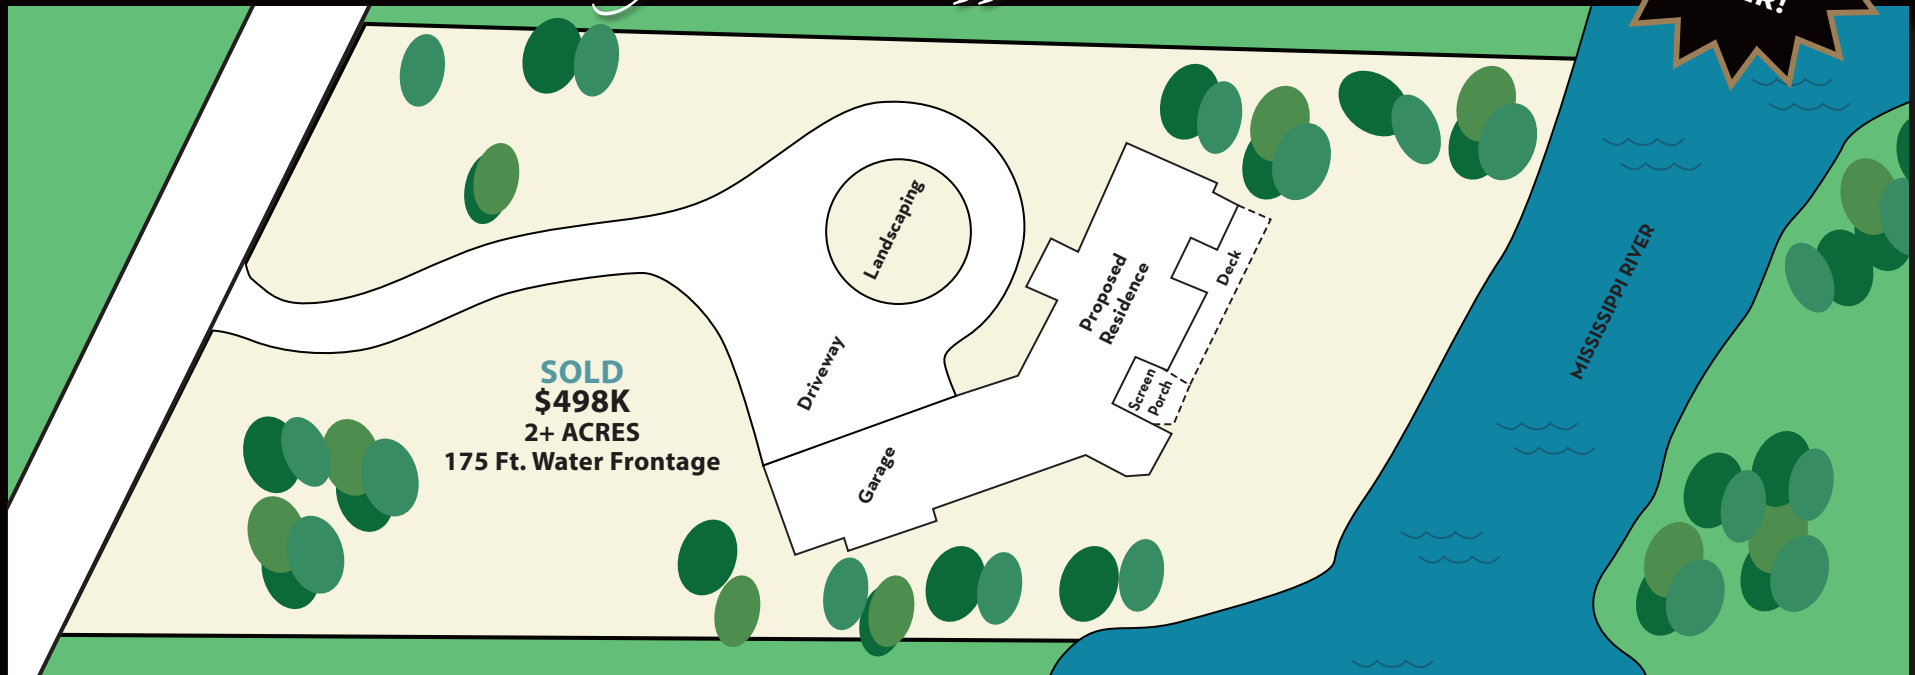 Landscaping
Proposed
Residence
Deck
MISSISSIPPI RIVER
Driveway
Screen
Porch
SOLD
$498K
2+ ACRES
175 Ft. Water Frontage
Garage